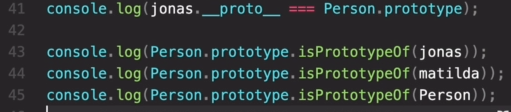 41 console.log(jonas.__proto__ === Person.prototype);
42
43 console.log(Person.prototype.isPrototypeOf(jonas));
44 console.log(Person.prototype.isPrototypeOf(matilda));
45 console.log(Person.prototype.isPrototypeOf(Person));